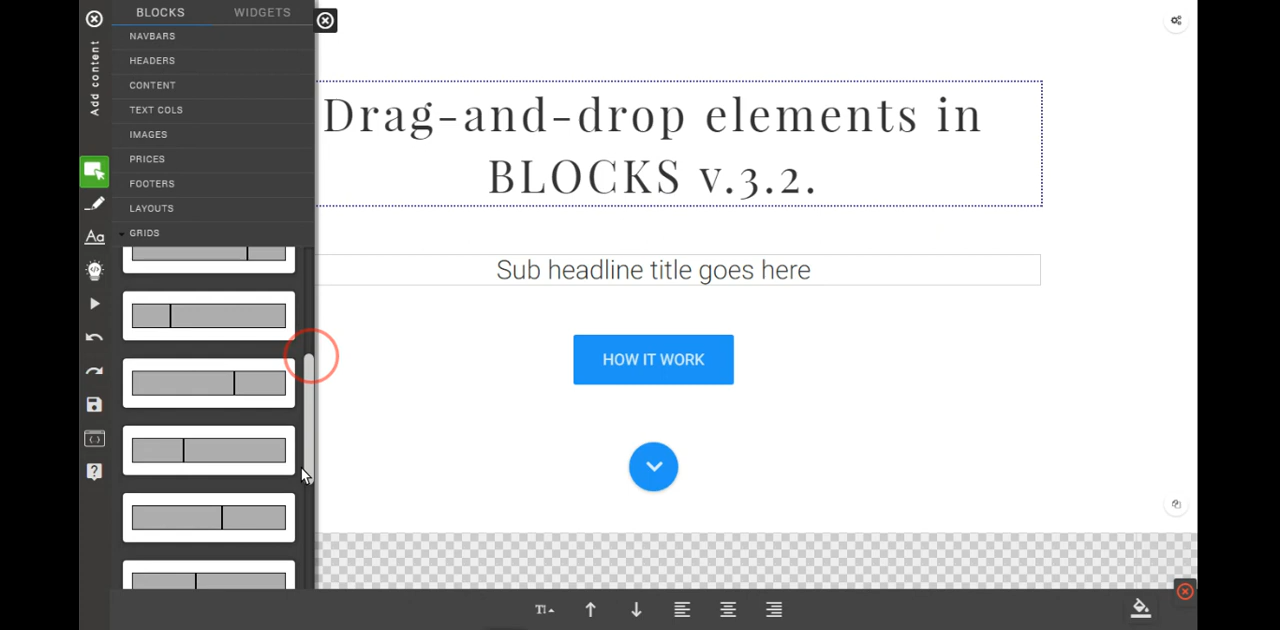 BLOCKS WIDGETS
Add content
NAVBARS
HEADERS
CONTENT
TEXT COLS
IMAGES
PRICES
FOOTERS
LAYOUTS
GRIDS
Aa
Drag-and-drop elements in
BLOCKS v.3.2.
Sub headline title goes here
HOW IT WORK